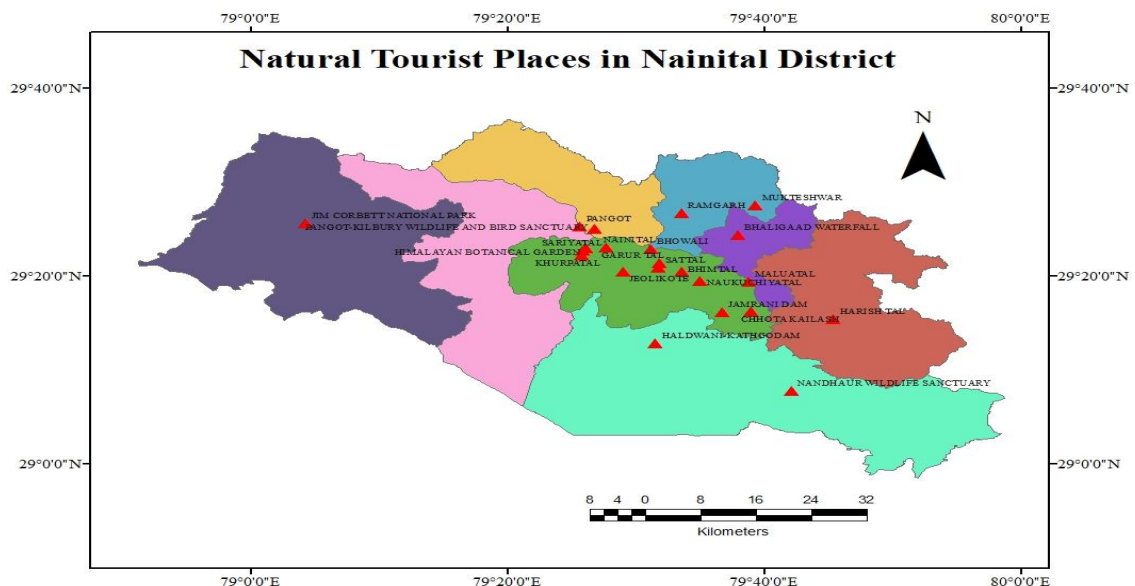 79°0'0"E 79°20'0"E 79°40'0"E 80°0'0"E
Natural Tourist Places in Nainital District
29°40'0"N 29°40'0"N
N
MUKTESHWAR
RAMGARH
JIM CORBETT NATIONAL PARK
PANGOT
PANGOT-KILBURY WILDLIFE AND BIRD SANCTUARY
BHALIGAAD WATERFALL
SARIYATAL
NAINITAL
BHOWALI
HIMALAYAN BOTANICAL GARDEN
GARUR TAL
SATTAL
KHURPATAL
BHIMTAL
MALUATAL
29°20'0"N 29°20'0"N
JEOLIKOTE
NAUKUCHIYATAL
JAMRANI DAM
HARISH TAL
CHHOTA KAILASH
HALDWANI-KATHGODAM
NANDHAUR WILDLIFE SANCTUARY
29°0'0"N 29°0'0"N
8 4 0 8 16 24 32
Kilometers
79°0'0"E 79°20'0"E 79°40'0"E 80°0'0"E